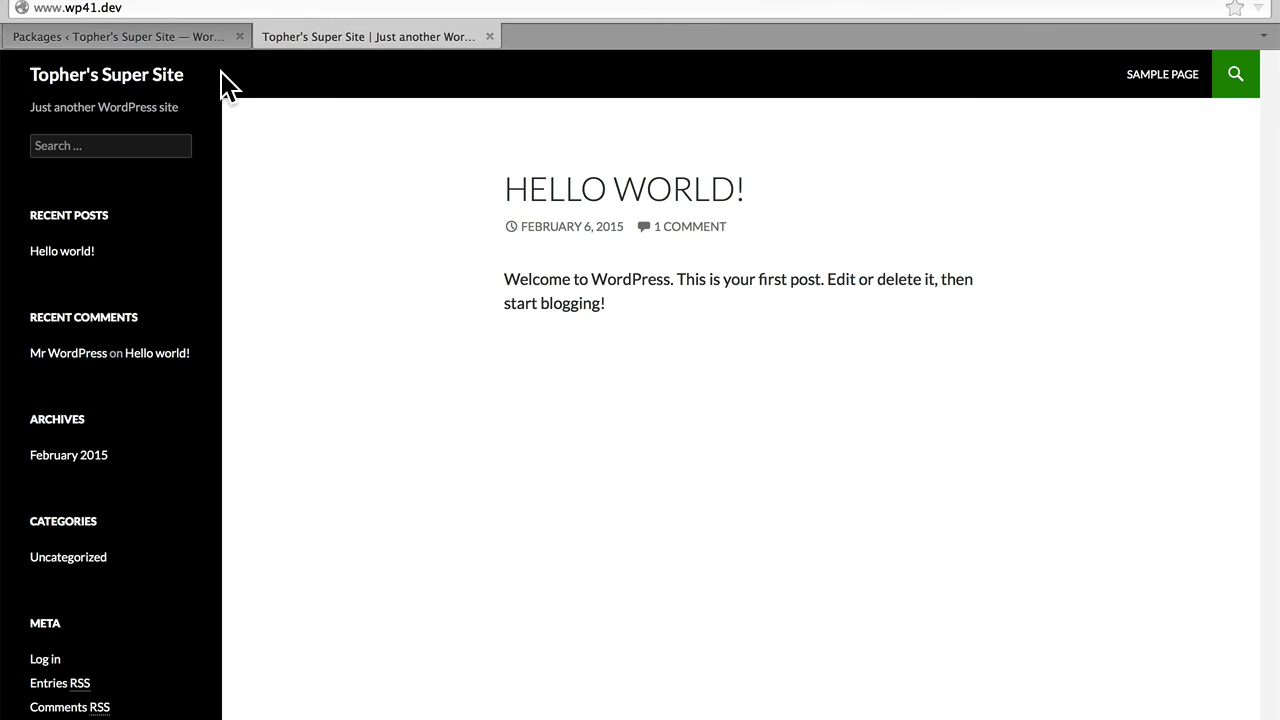 www.wp41.dev
Packages ‹ Topher's Super Site — Wor...
Topher's Super Site | Just another Wor...
Topher's Super Site
SAMPLE PAGE
Just another WordPress site
Search ...
RECENT POSTS
Hello world!
RECENT COMMENTS
Mr WordPress on Hello world!
ARCHIVES
February 2015
CATEGORIES
Uncategorized
META
Log in
Entries RSS
Comments RSS
HELLO WORLD!
FEBRUARY 6, 2015 1 COMMENT
Welcome to WordPress. This is your first post. Edit or delete it, then
start blogging!